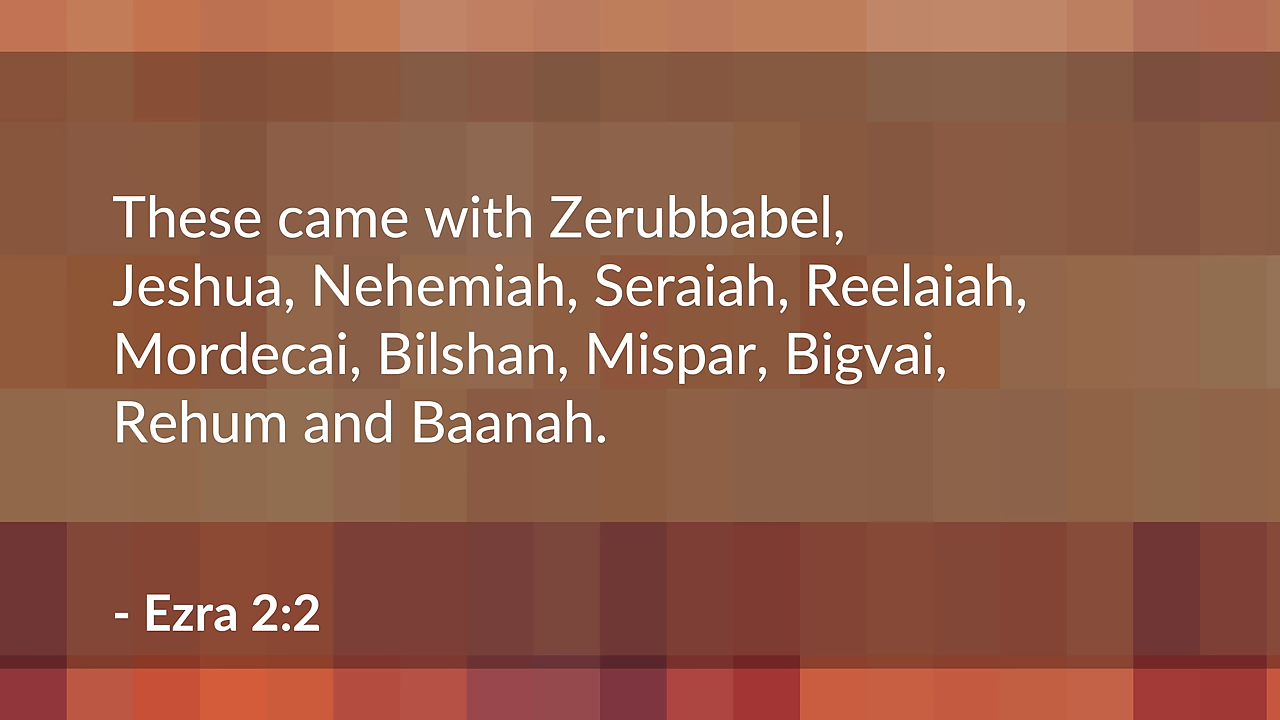 These came with Zerubbabel,
Jeshua, Nehemiah, Seraiah, Reelaiah,
Mordecai, Bilshan, Mispar, Bigvai,
Rehum and Baanah.
- Ezra 2:2